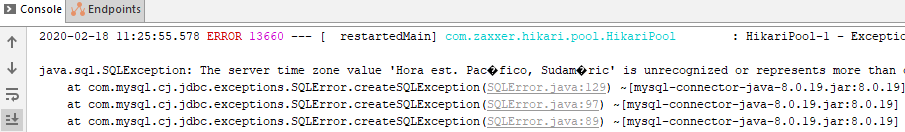 Console Endpoints
2020-02-18 11:25:55.578 ERROR 13660 --- [ restartedMain] com.zaxxer.hikari.pool.HikariPool : HikariPool-1 - Exceptio
java.sql.SQLException: The server time zone value 'Hora est. Pac�fico, Sudam�ric' is unrecognized or represents more than
at com.mysql.cj.jdbc.exceptions.SQLError.createSQLException(SQLError.java:129) ~[mysql-connector-java-8.0.19.jar:8.0.19]
at com.mysql.cj.jdbc.exceptions.SQLError.createSQLException(SQLError.java:97) ~[mysql-connector-java-8.0.19.jar:8.0.19]
at com.mysql.cj.jdbc.exceptions.SQLError.createSQLException(SQLError.java:89) ~[mysql-connector-java-8.0.19.jar:8.0.19]